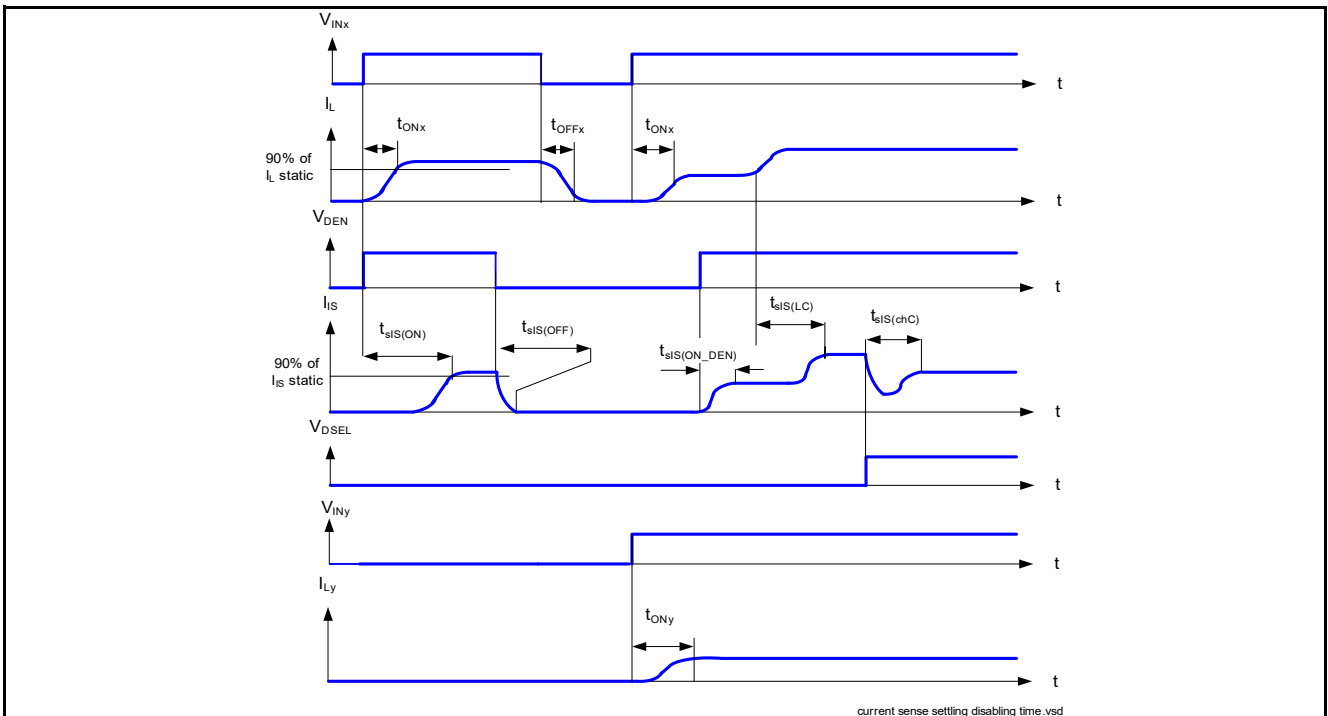 VINx
t
IL
tONx
tOFFx
tONx
90% of
IL static
t
VDEN
t
IIS
tsIS(ON)
tsIS(OFF)
tsIS(ON_DEN)
tsIS(LC)
tsIS(chC)
90% of
IIS static
t
VDSEL
t
VINy
t
ILy
tONy
t
current sense settling disabling time.vsd